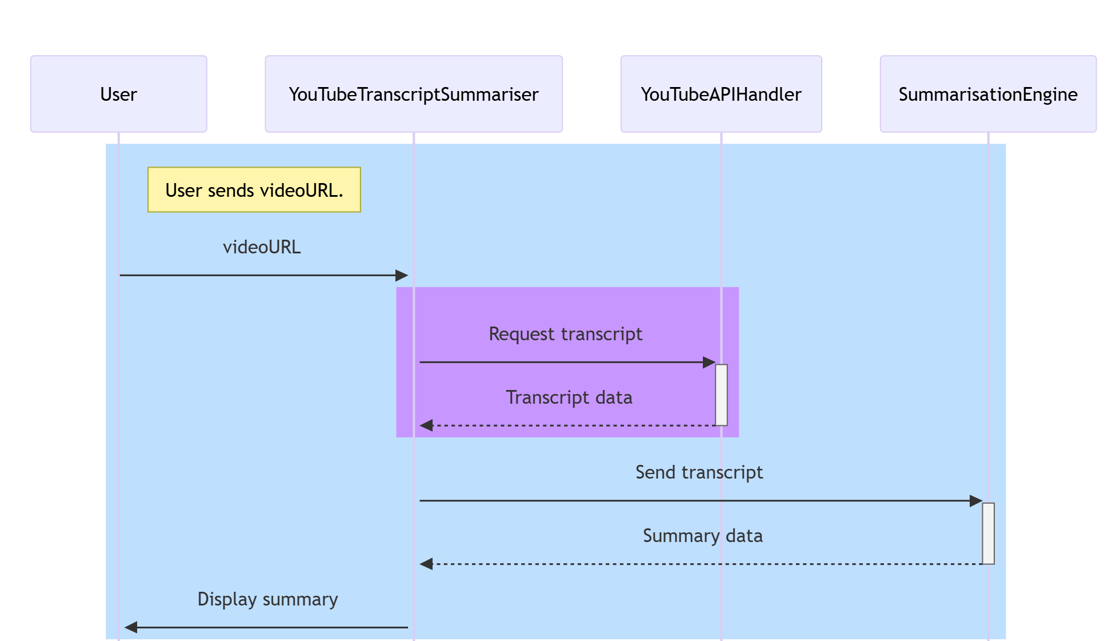 User
YouTubeTranscriptSummariser
YouTubeAPIHandler
SummarisationEngine
User sends videoURL.
videoURL
Request transcript
Transcript data
Send transcript
Summary data
Display summary